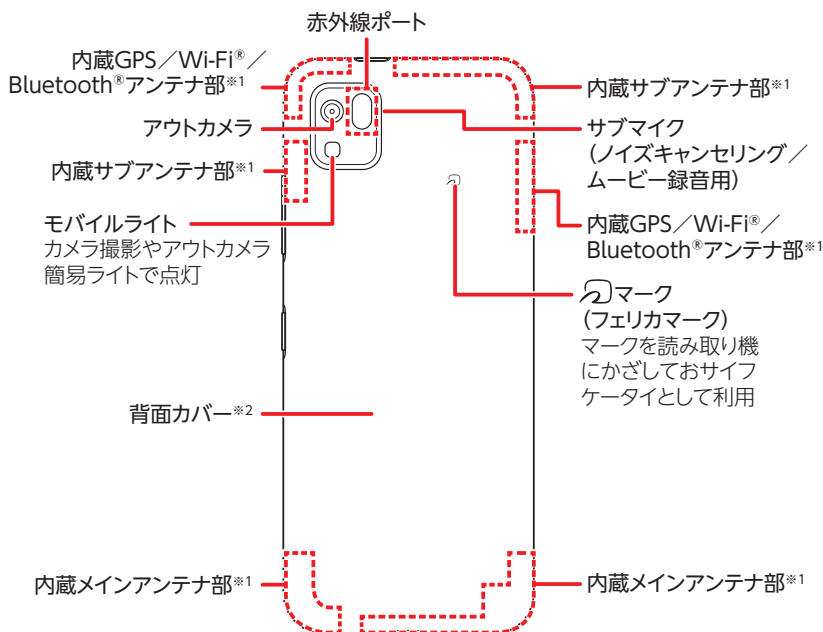 赤外線ポート
内蔵GPS／Wi-Fi®／
Bluetooth®アンテナ部※1
アウトカメラ
内蔵サブアンテナ部※1
モバイルライト
カメラ撮影やアウトカメラ
簡易ライトで点灯
背面カバー※2
内蔵メインアンテナ部※1
内蔵サブアンテナ部※1
サブマイク
(ノイズキャンセリング／
ムービー録音用)
内蔵GPS／Wi-Fi®／
Bluetooth®アンテナ部※1
マーク
(フェリカマーク)
マークを読み取り機
にかざしておサイフ
ケータイとして利用
内蔵メインアンテナ部※1